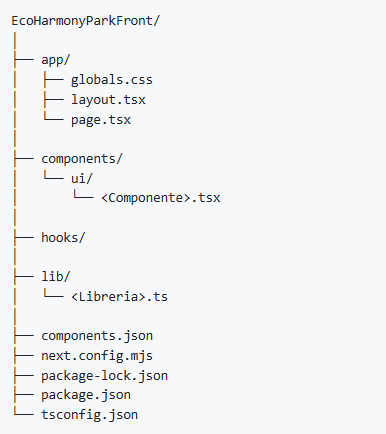 EcoHarmonyParkFront/
│
├── app/
│   ├── globals.css
│   ├── layout.tsx
│   └── page.tsx
│
├── components/
│   └── ui/
│       └── <Componente>.tsx
│
├── hooks/
│
├── lib/
│   └── <Libreria>.ts
│
├── components.json
├── next.config.mjs
├── package-lock.json
├── package.json
└── tsconfig.json